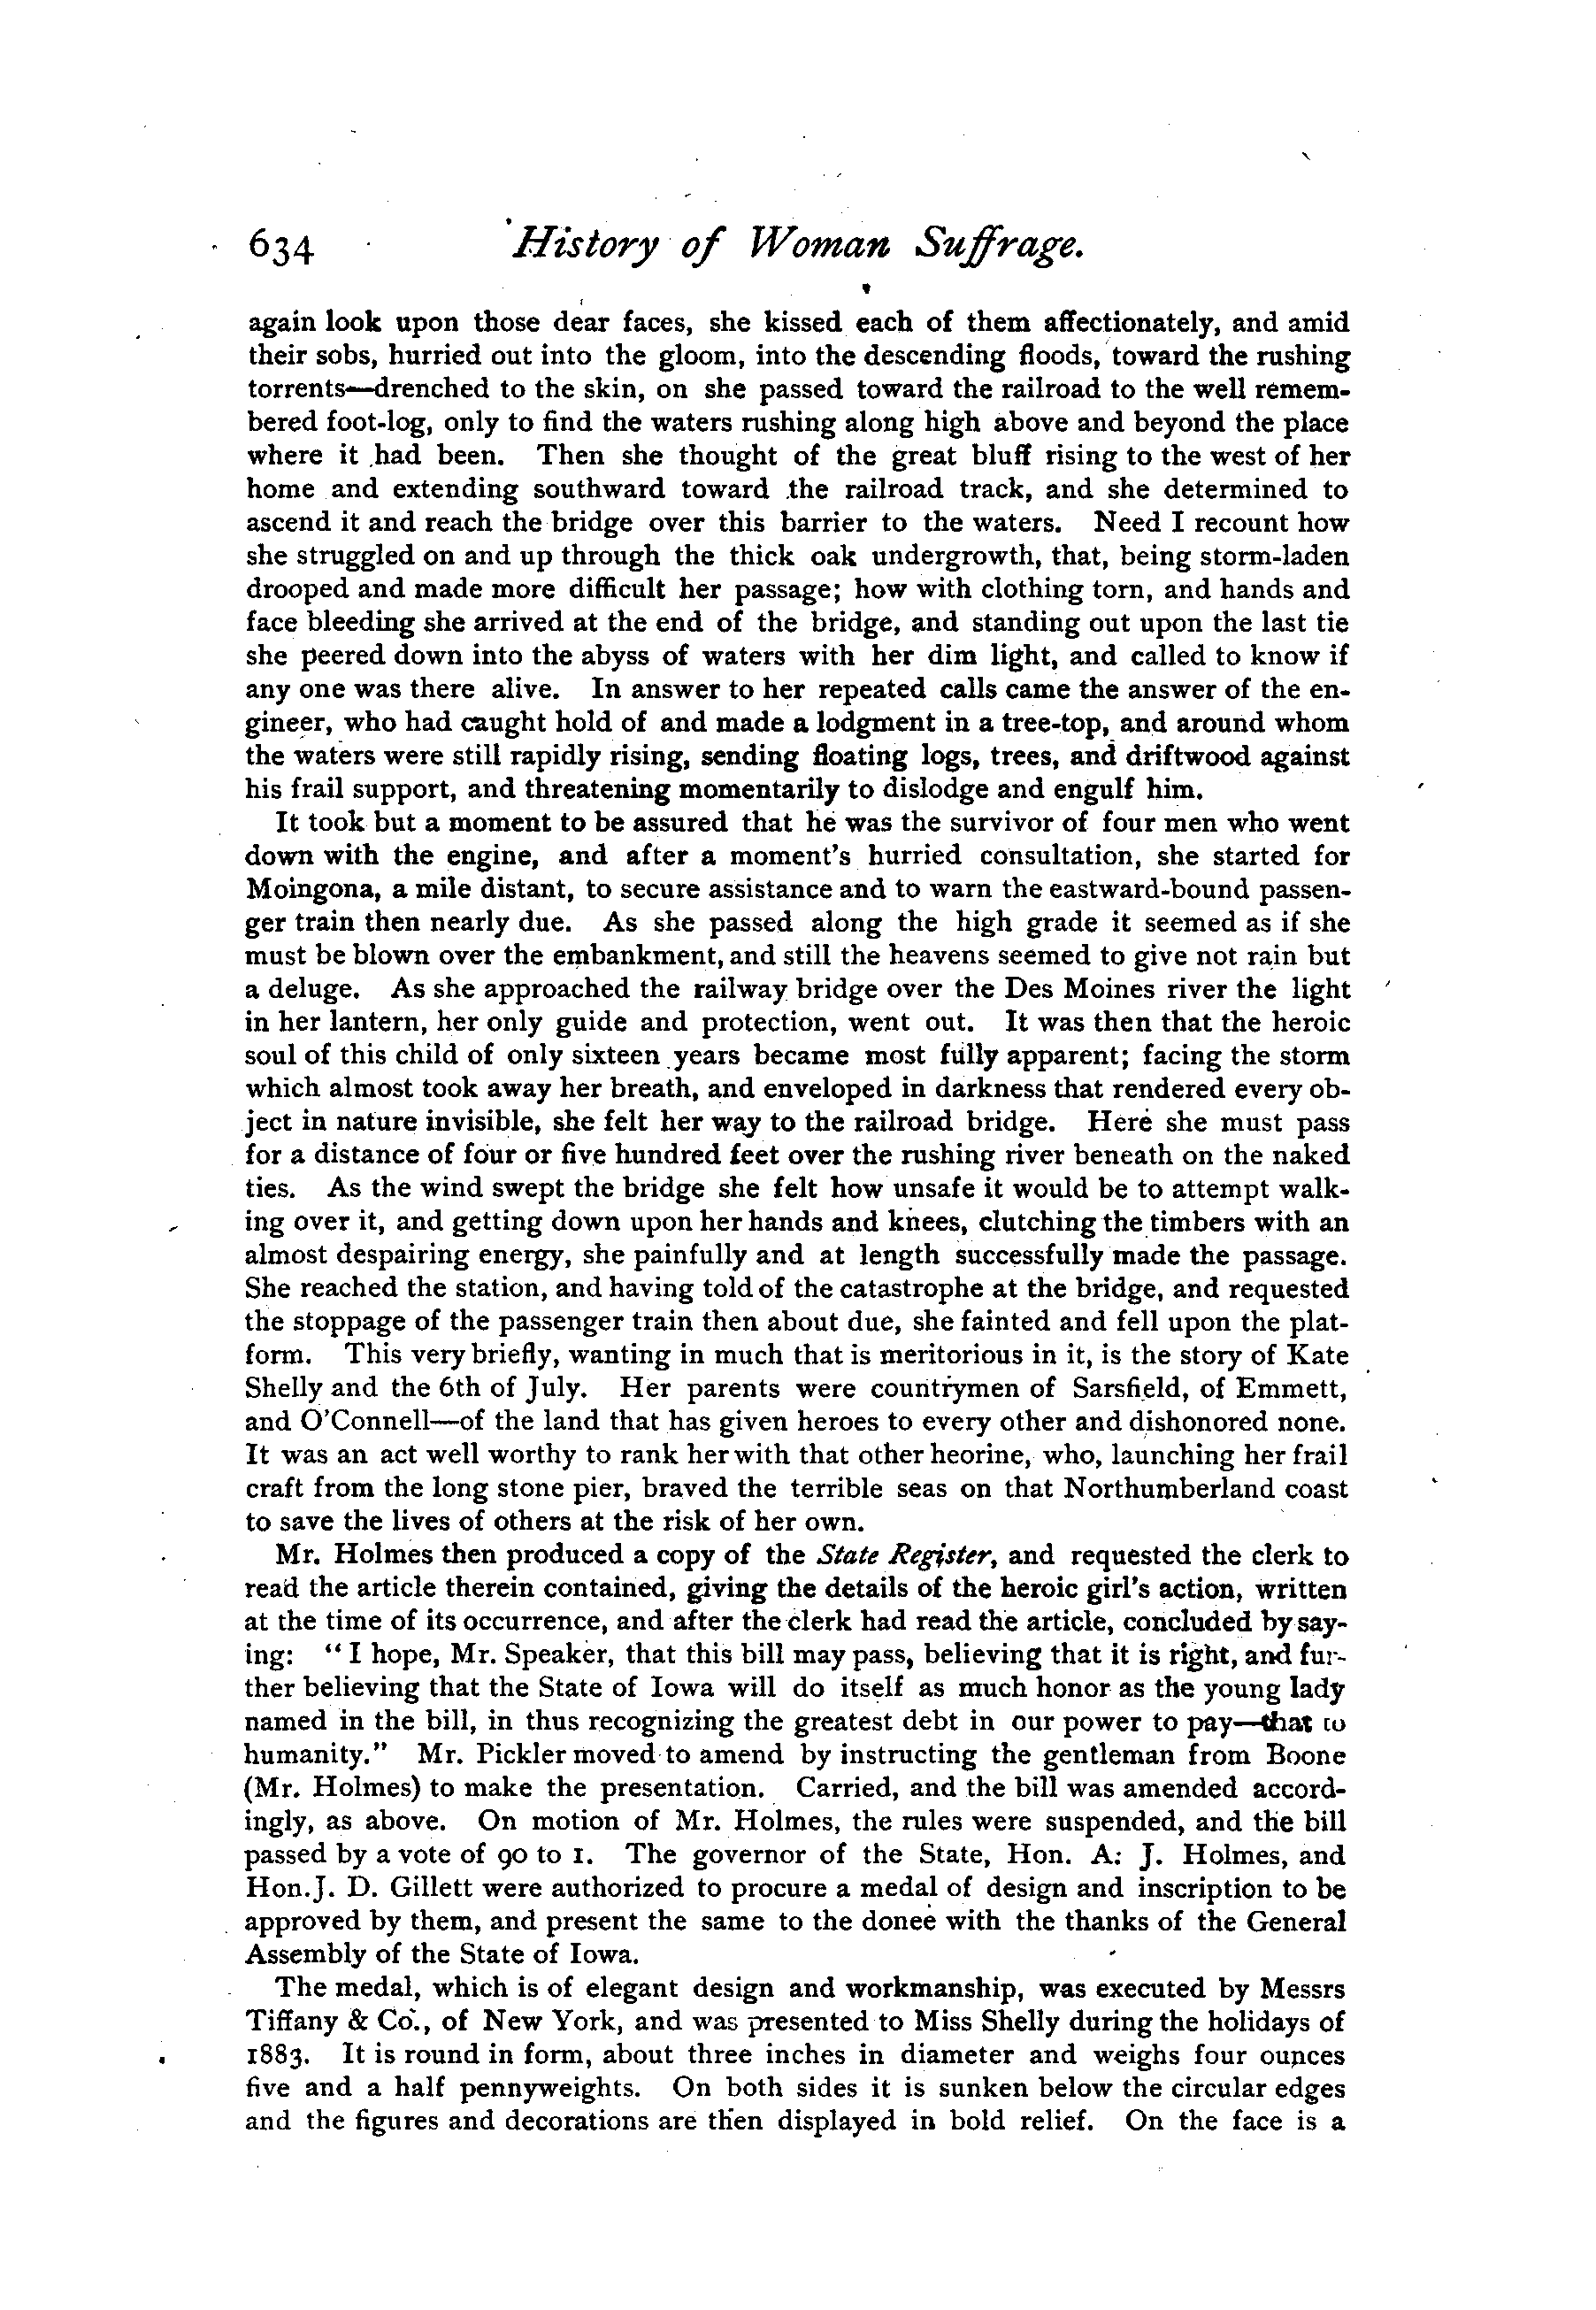 634 History of Woman Suffrage.
again look upon those dear faces, she kissed each of them affectionately, and amid
their sobs, hurried out into the gloom, into the descending floods, toward the rushing
torrents—drenched to the skin, on she passed toward the railroad to the well remem-
bered foot-log, only to find the waters rushing along high above and beyond the place
where it had been. Then she thought of the great bluff rising to the west of her
home and extending southward toward the railroad track, and she determined to
ascend it and reach the bridge over this barrier to the waters. Need I recount how
she struggled on and up through the thick oak undergrowth, that, being storm-laden
drooped and made more difficult her passage; how with clothing torn, and hands and
face bleeding she arrived at the end of the bridge, and standing out upon the last tie
she peered down into the abyss of waters with her dim light, and called to know if
any one was there alive. In answer to her repeated calls came the answer of the en-
gineer, who had caught hold of and made a lodgment in a tree-top, and around whom
the waters were still rapidly rising, sending floating logs, trees, and driftwood against
his frail support, and threatening momentarily to dislodge and engulf him.
It took but a moment to be assured that he was the survivor of four men who went
down with the engine, and after a moment's hurried consultation, she started for
Moingona, a mile distant, to secure assistance and to warn the eastward-bound passen-
ger train then nearly due. As she passed along the high grade it seemed as if she
must be blown over the embankment, and still the heavens seemed to give not rain but
a deluge. As she approached the railway bridge over the Des Moines river the light
in her lantern, her only guide and protection, went out. It was then that the heroic
soul of this child of only sixteen years became most fully apparent; facing the storm
which almost took away her breath, and enveloped in darkness that rendered every ob-
ject in nature invisible, she felt her way to the railroad bridge. Here she must pass
for a distance of four or five hundred feet over the rushing river beneath on the naked
ties. As the wind swept the bridge she felt how unsafe it would be to attempt walk-
ing over it, and getting down upon her hands and knees, clutching the timbers with an
almost despairing energy, she painfully and at length successfully made the passage.
She reached the station, and having told of the catastrophe at the bridge, and requested
the stoppage of the passenger train then about due, she fainted and fell upon the plat-
form. This very briefly, wanting in much that is meritorious in it, is the story of Kate
Shelly and the 6th of July. Her parents were countrymen of Sarsfield, of Emmett,
and O'Connell—of the land that has given heroes to every other and dishonored none.
It was an act well worthy to rank her with that other heorine, who, launching her frail
craft from the long stone pier, braved the terrible seas on that Northumberland coast
to save the lives of others at the risk of her own.
Mr. Holmes then produced a copy of the State Register, and requested the clerk to
read the article therein contained, giving the details of the heroic girl's action, written
at the time of its occurrence, and after the clerk had read the article, concluded by say-
ing: "I hope, Mr. Speaker, that this bill may pass, believing that it is right, and fur-
ther believing that the State of Iowa will do itself as much honor as the young lady
named in the bill, in thus recognizing the greatest debt in our power to pay—that to
humanity." Mr. Pickler moved to amend by instructing the gentleman from Boone
(Mr. Holmes) to make the presentation. Carried, and the bill was amended accord-
ingly, as above. On motion of Mr. Holmes, the rules were suspended, and the bill
passed by a vote of 90 to 1. The governor of the State, Hon. A: J. Holmes, and
Hon. J. D. Gillett were authorized to procure a medal of design and inscription to be
approved by them, and present the same to the donee with the thanks of the General
Assembly of the State of Iowa.
The medal, which is of elegant design and workmanship, was executed by Messrs
Tiffany & Co., of New York, and was presented to Miss Shelly during the holidays of
1883. It is round in form, about three inches in diameter and weighs four ounces
five and a half pennyweights. On both sides it is sunken below the circular edges
and the figures and decorations are then displayed in bold relief. On the face is a